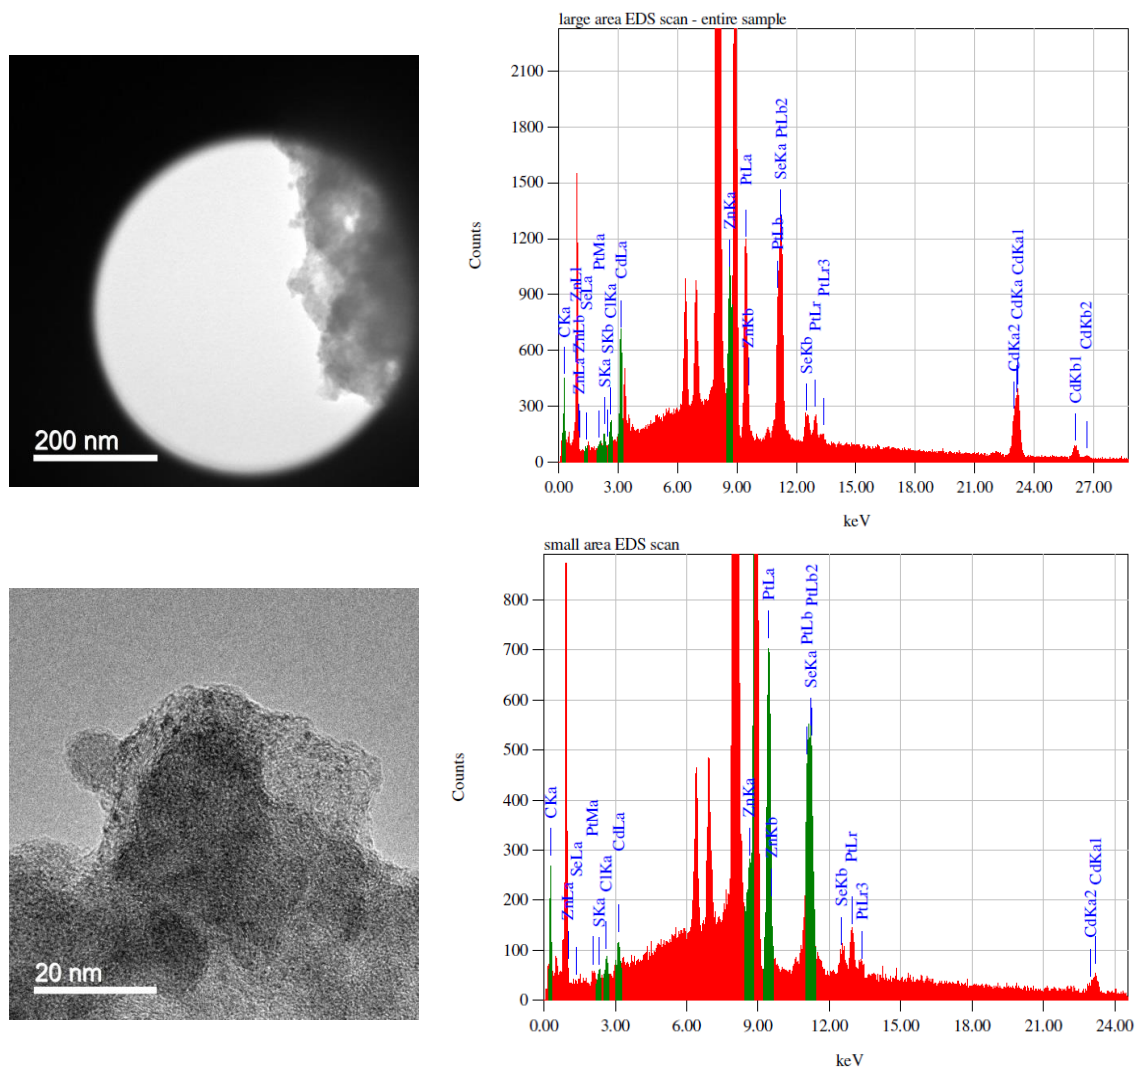 large area EDS scan - entire sample
2100
1800
1500
1200
900
600
300
0
Counts
CKa
ZnLa ZnLb ZnLl
SeLa
PtMa
SKa SKb ClKa
CdLa
ZnKa
PtLa
ZnKb
PtLb
SeKa PtLb2
SeKb
PtLr
PtLr3
CdKa2
CdKa CdKa1
CdKb1
CdKb2
0.00 3.00 6.00 9.00 12.00 15.00 18.00 21.00 24.00 27.00
keV
200 nm
small area EDS scan
800
700
600
500
400
300
200
100
0
Counts
CKa
ZnLa
SeLa
PtMa
SKa
ClKa
CdLa
ZnKa
PtLa
ZnKb
SeKa PtLb PtLb2
SeKb
PtLr
PtLr3
CdKa2
CdKa1
0.00 3.00 6.00 9.00 12.00 15.00 18.00 21.00 24.00
keV
20 nm